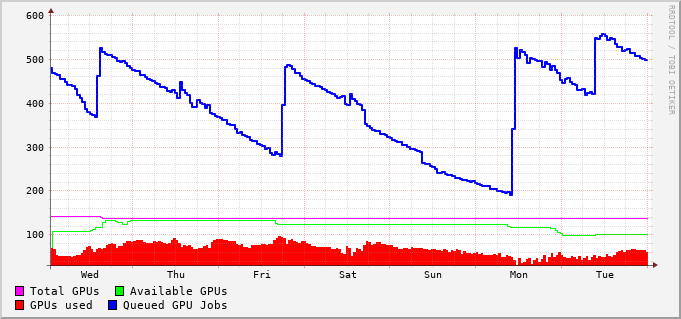 600
500
400
300
200
100
Wed Thu Fri Sat Sun Mon Tue
Total GPUs Available GPUs
GPUs used Queued GPU Jobs
RRDTOOL / TOBI OETIKER